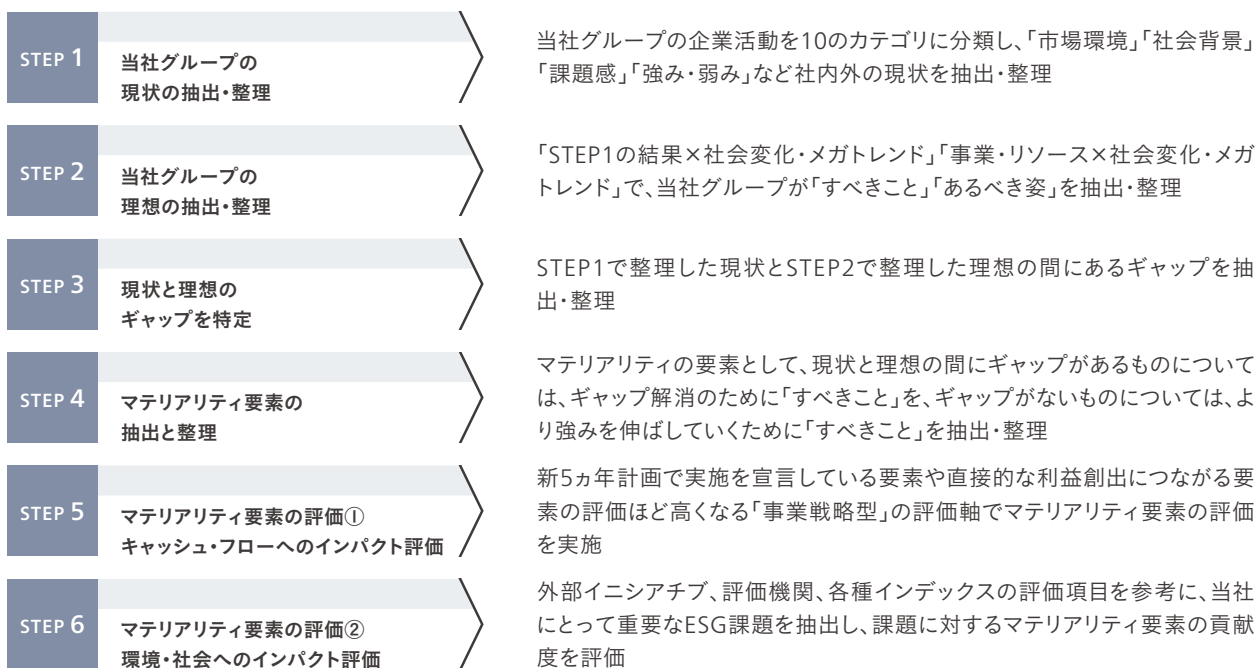 STEP 1
当社グループの
現状の抽出・整理
当社グループの企業活動を10のカテゴリに分類し、「市場環境」「社会背景」
「課題感」「強み・弱み」など社内外の現状を抽出・整理
STEP 2
当社グループの
理想の抽出・整理
「STEP1の結果×社会変化・メガトレンド」「事業・リソース×社会変化・メガ
トレンド」で、当社グループが「すべきこと」「あるべき姿」を抽出・整理
STEP 3
現状と理想の
ギャップを特定
STEP1で整理した現状とSTEP2で整理した理想の間にあるギャップを抽
出・整理
STEP 4
マテリアリティ要素の
抽出と整理
マテリアリティの要素として、現状と理想の間にギャップがあるものについて
は、ギャップ解消のために「すべきこと」を、ギャップがないものについては、よ
り強みを伸ばしていくために「すべきこと」を抽出・整理
STEP 5
マテリアリティ要素の評価①
キャッシュ・フローへのインパクト評価
新5ヵ年計画で実施を宣言している要素や直接的な利益創出につながる要
素の評価ほど高くなる「事業戦略型」の評価軸でマテリアリティ要素の評価
を実施
STEP 6
マテリアリティ要素の評価②
環境・社会へのインパクト評価
外部イニシアチブ、評価機関、各種インデックスの評価項目を参考に、当社
にとって重要なESG課題を抽出し、課題に対するマテリアリティ要素の貢献
度を評価